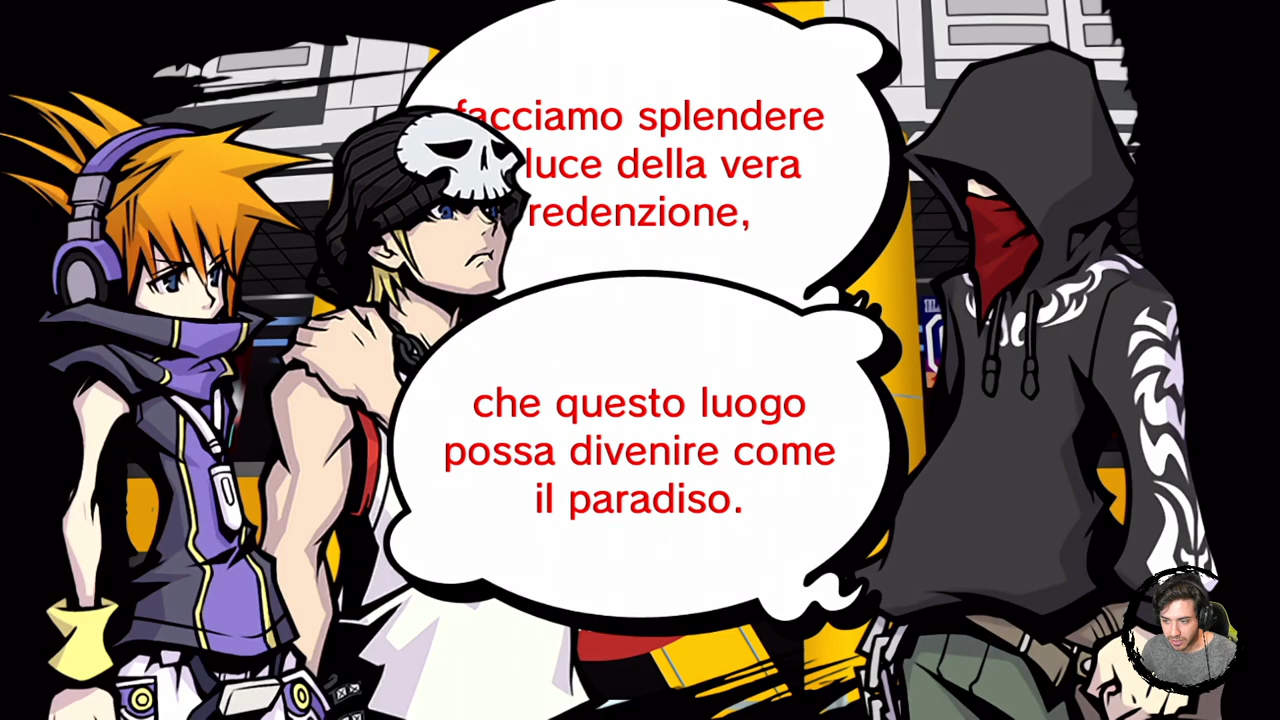 facciamo splendere
luce della vera
redenzione,
che questo luogo
possa divenire come
il paradiso.